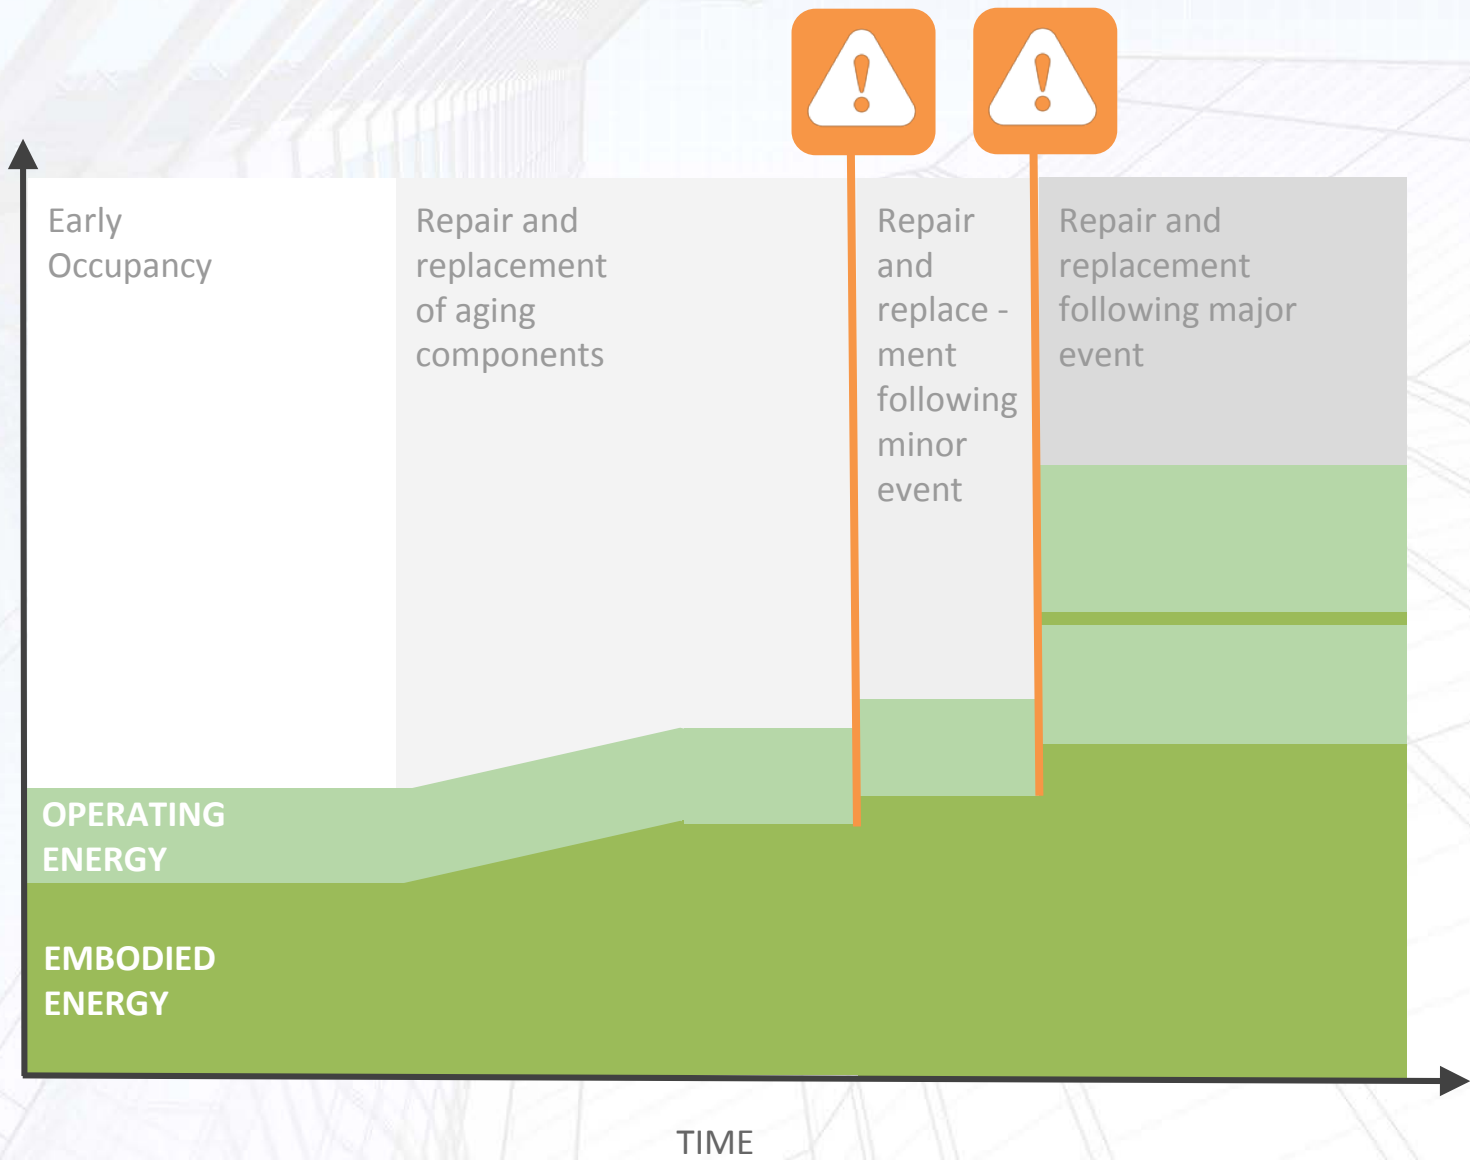 Early
Occupancy
Repair and
replacement
of aging
components
Repair
and
replace -
ment
following
minor
event
Repair and
replacement
following major
event
OPERATING
ENERGY
EMBODIED
ENERGY
TIME